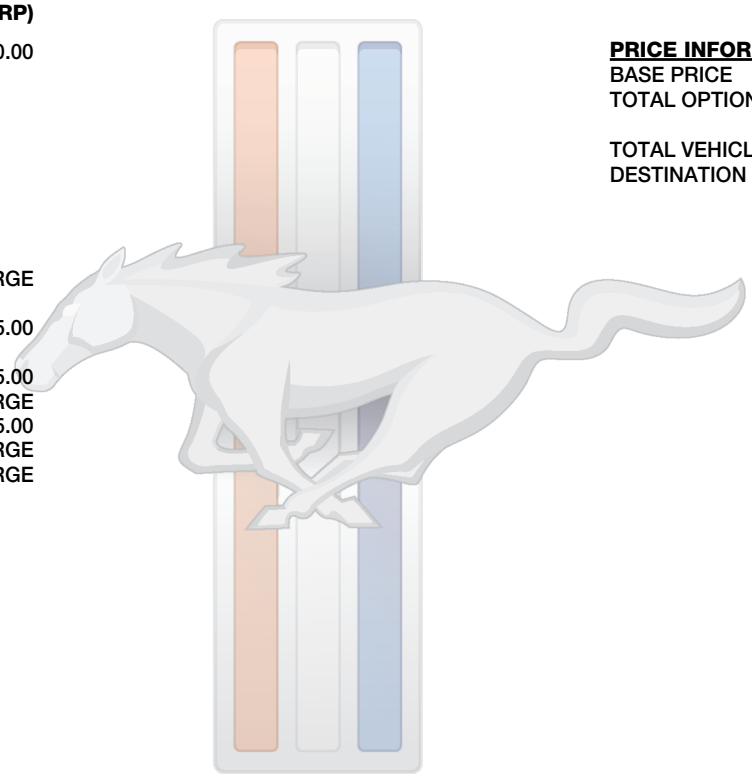 RP)
0.00
RGE
5.00
5.00
RGE
5.00
RGE
RGE
PRICE INFOR
BASE PRICE
TOTAL OPTION
TOTAL VEHICL
DESTINATION